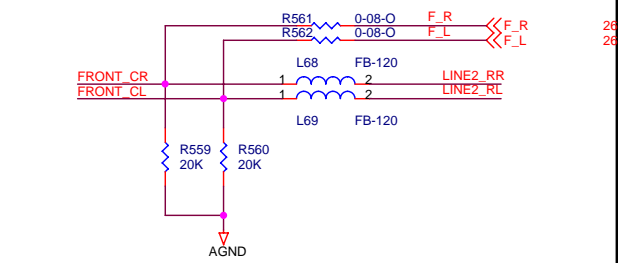 R561 0-08-O F_R F_R 26
R562 0-08-O F_L F_L 26
L68 FB-120
FRONT_CR 1 2 LINE2_RR
FRONT_CL 1 2 LINE2_RL
L69 FB-120
R559 R560
20K 20K
AGND